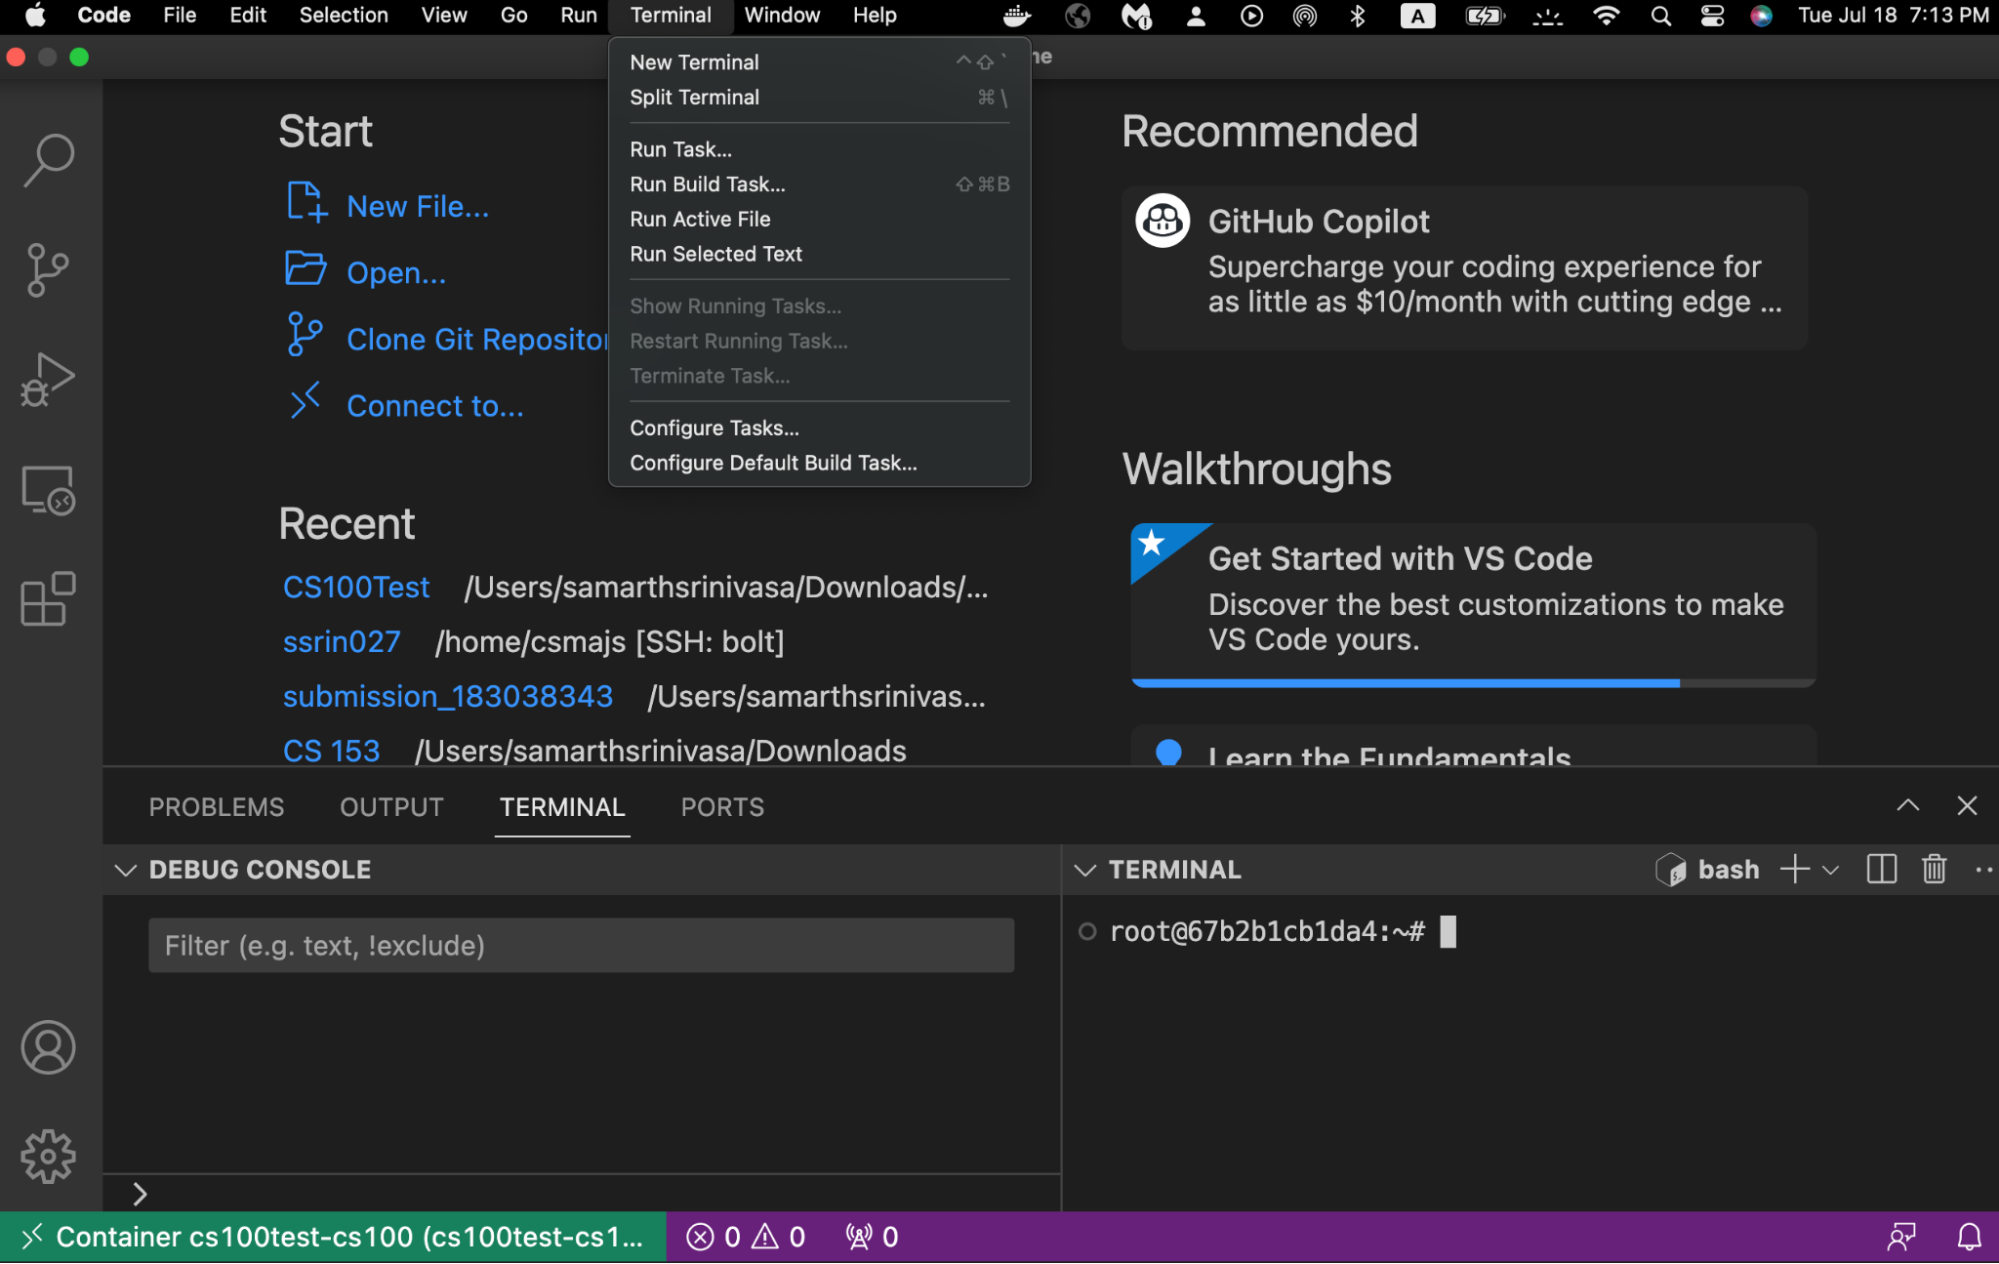 Code File Edit Selection View Go Run Terminal Window Help A Tue Jul 18 7:13 PM
New Terminal ^⇧`
Split Terminal ⌘\
Run Task...
Run Build Task... ⇧⌘B
Run Active File
Run Selected Text
Show Running Tasks...
Restart Running Task...
Terminate Task...
Configure Tasks...
Configure Default Build Task...
Start
New File...
Open...
Clone Git Repositor
Connect to...
Recent
CS100Test /Users/samarthsrinivasa/Downloads/...
ssrin027 /home/csmajs [SSH: bolt]
submission_183038343 /Users/samarthsrinivas...
CS 153 /Users/samarthsrinivasa/Downloads
Recommended
GitHub Copilot
Supercharge your coding experience for
as little as $10/month with cutting edge ...
Walkthroughs
Get Started with VS Code
Discover the best customizations to make
VS Code yours.
Learn the Fundamentals
PROBLEMS OUTPUT TERMINAL PORTS
DEBUG CONSOLE
Filter (e.g. text, !exclude)
TERMINAL bash
root@67b2b1cb1da4:~#
Container cs100test-cs100 (cs100test-cs1... 0 0 0